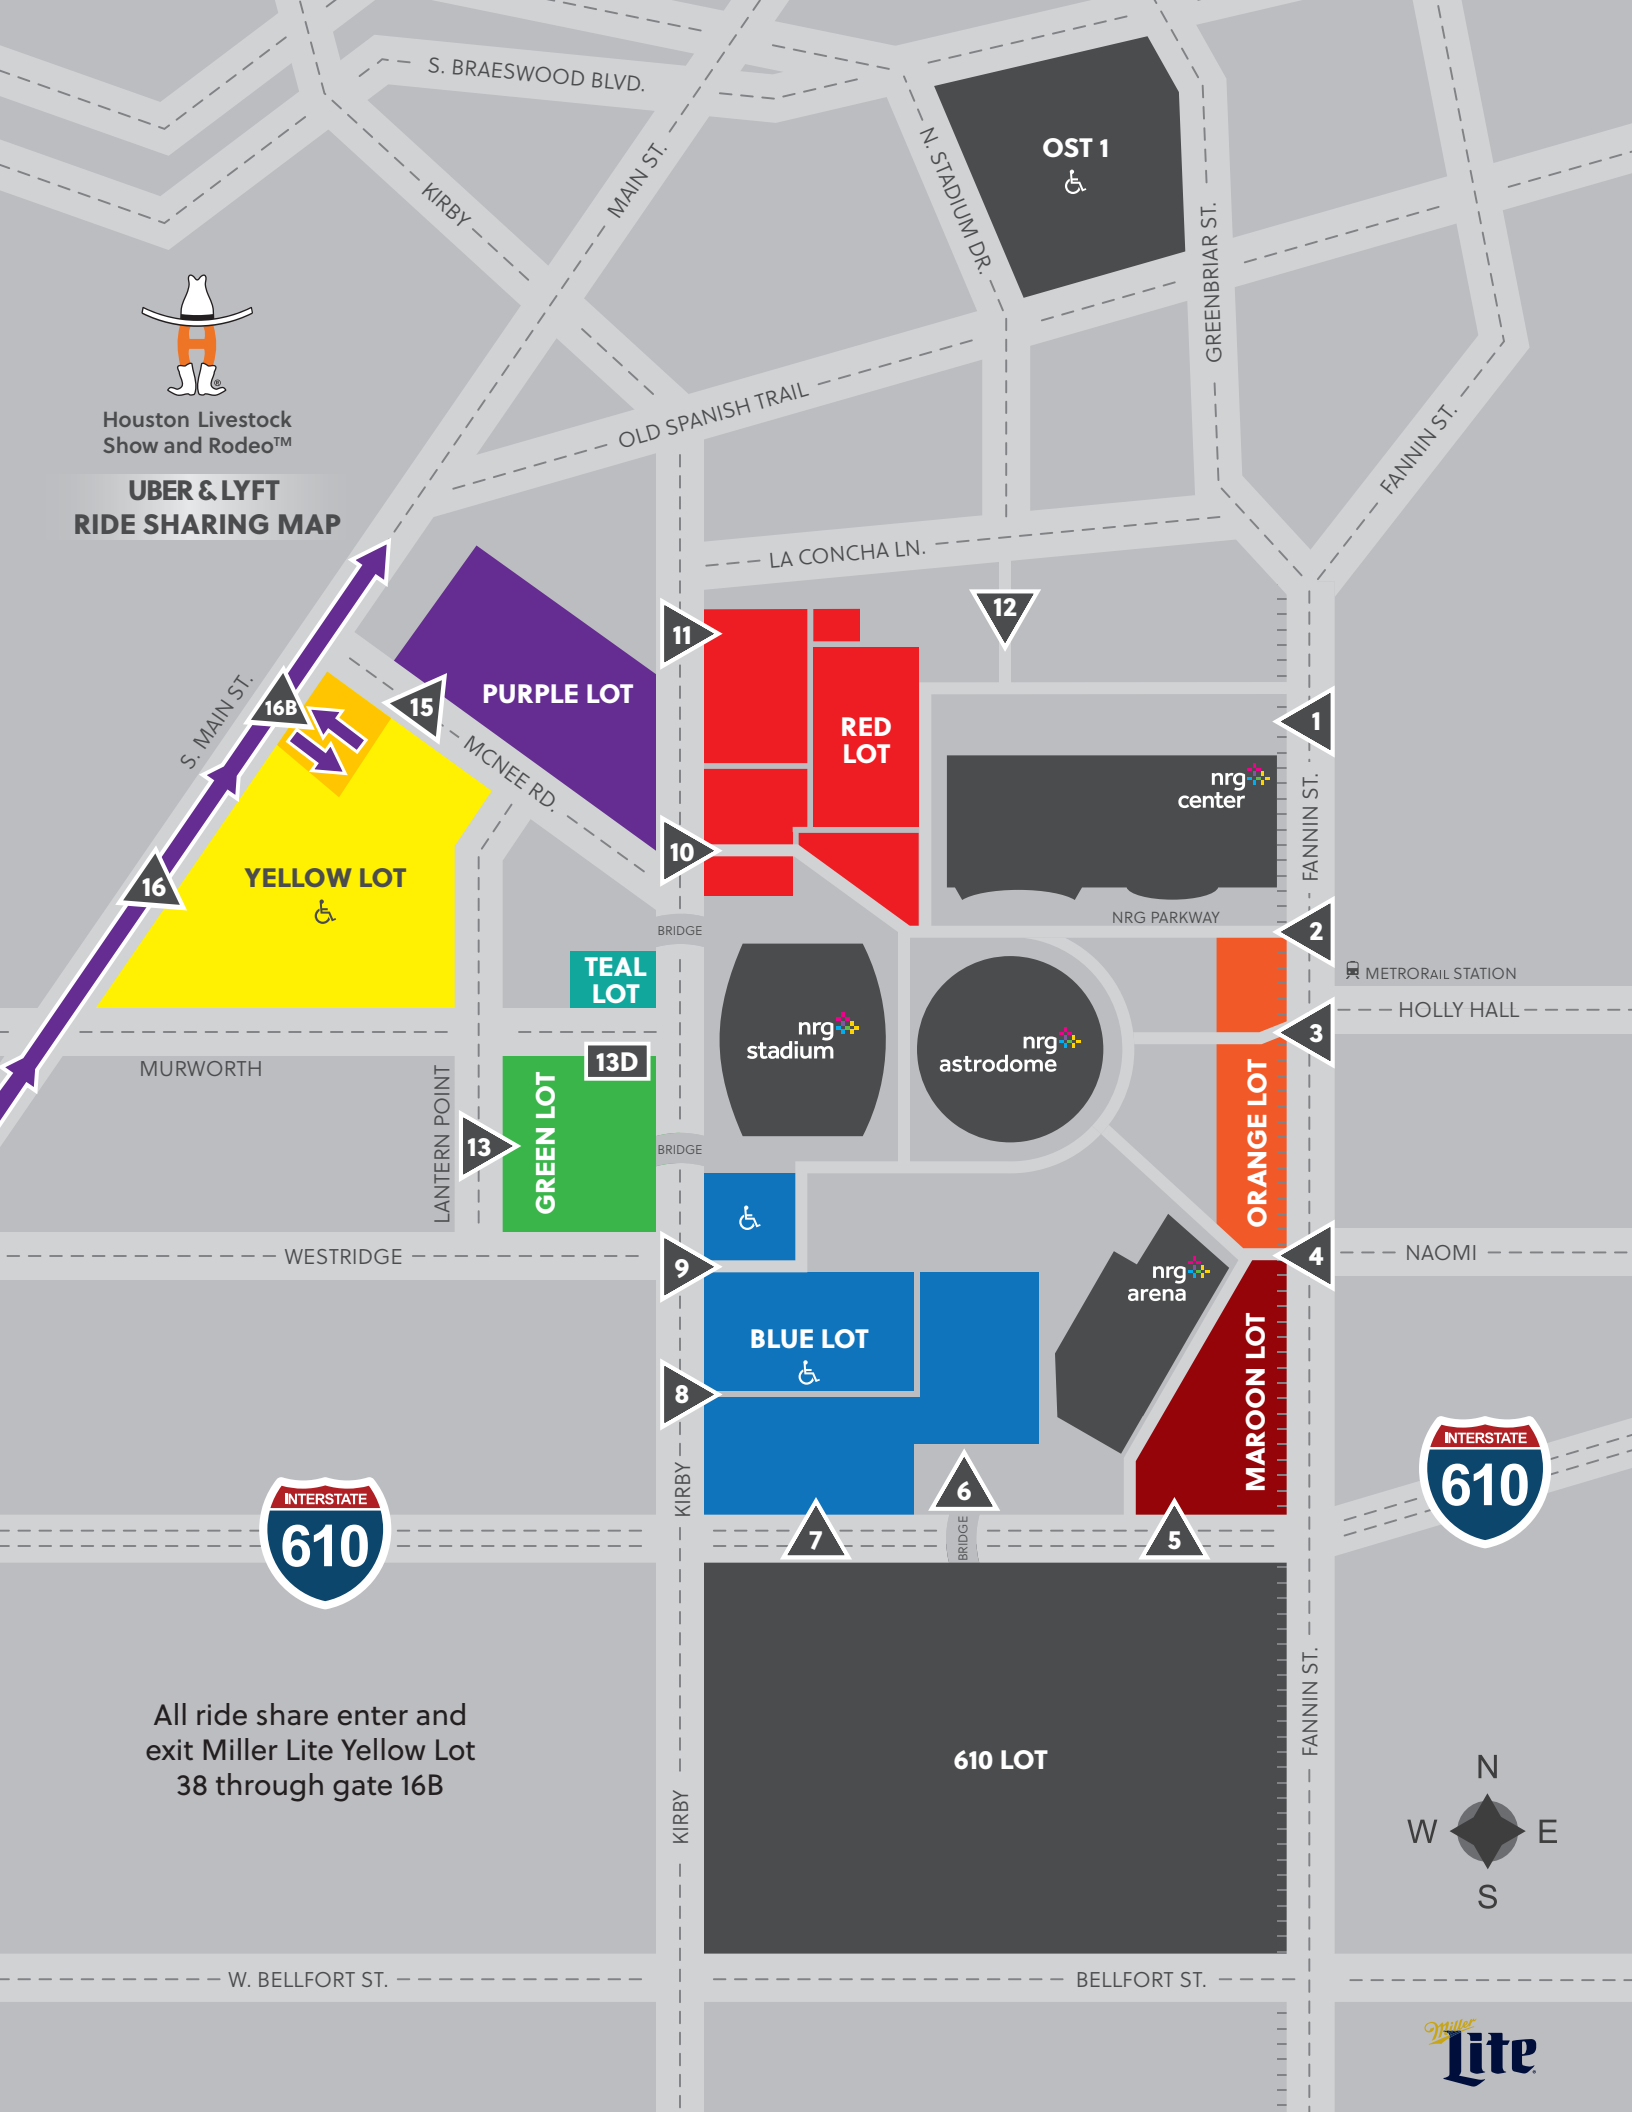 S. BRAESWOOD BLVD.
MAIN ST.
KIRBY
N. STADIUM DR.
OST 1
GREENBRIAR ST.
Houston Livestock
Show and Rodeo™
UBER & LYFT
RIDE SHARING MAP
OLD SPANISH TRAIL
FANNIN ST.
LA CONCHA LN.
12
11
PURPLE LOT
15
16B
S. MAIN ST.
MCNEE RD.
RED
LOT
1
nrg
center
FANNIN ST.
10
YELLOW LOT
16
NRG PARKWAY
2
BRIDGE
TEAL
LOT
METRORAIL STATION
HOLLY HALL
3
nrg
stadium
nrg
astrodome
13D
MURWORTH
LANTERN POINT
13
GREEN LOT
BRIDGE
ORANGE LOT
WESTRIDGE
9
4
NAOMI
nrg
arena
BLUE LOT
8
MAROON LOT
KIRBY
6
7
BRIDGE
5
INTERSTATE
610
INTERSTATE
610
All ride share enter and
exit Miller Lite Yellow Lot
38 through gate 16B
610 LOT
FANNIN ST.
KIRBY
N
W
E
S
W. BELLFORT ST.
BELLFORT ST.
Miller
Lite